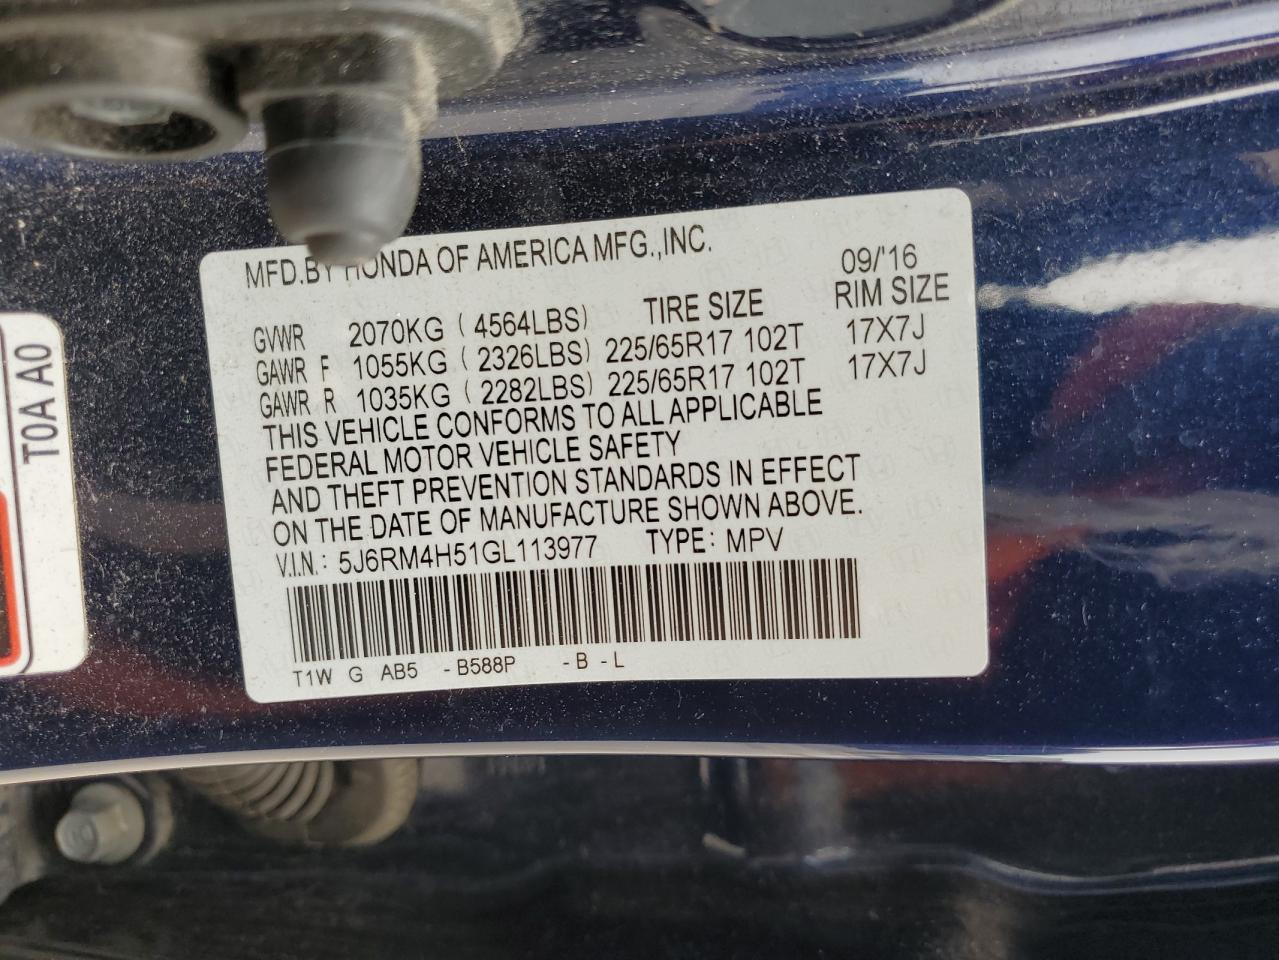 MFD.BY HONDA OF AMERICA MFG.,INC. 09/'16
TIRE SIZE RIM SIZE
GVWR 2070KG ( 4564LBS)
GAWR F 1055KG ( 2326LBS) 225/65R17 102T 17X7J
GAWR R 1035KG ( 2282LBS) 225/65R17 102T 17X7J
THIS VEHICLE CONFORMS TO ALL APPLICABLE
FEDERAL MOTOR VEHICLE SAFETY
AND THEFT PREVENTION STANDARDS IN EFFECT
ON THE DATE OF MANUFACTURE SHOWN ABOVE.
V.I.N.: 5J6RM4H51GL113977 TYPE: MPV
T1W G AB5 -B588P -B -L
T0A A0